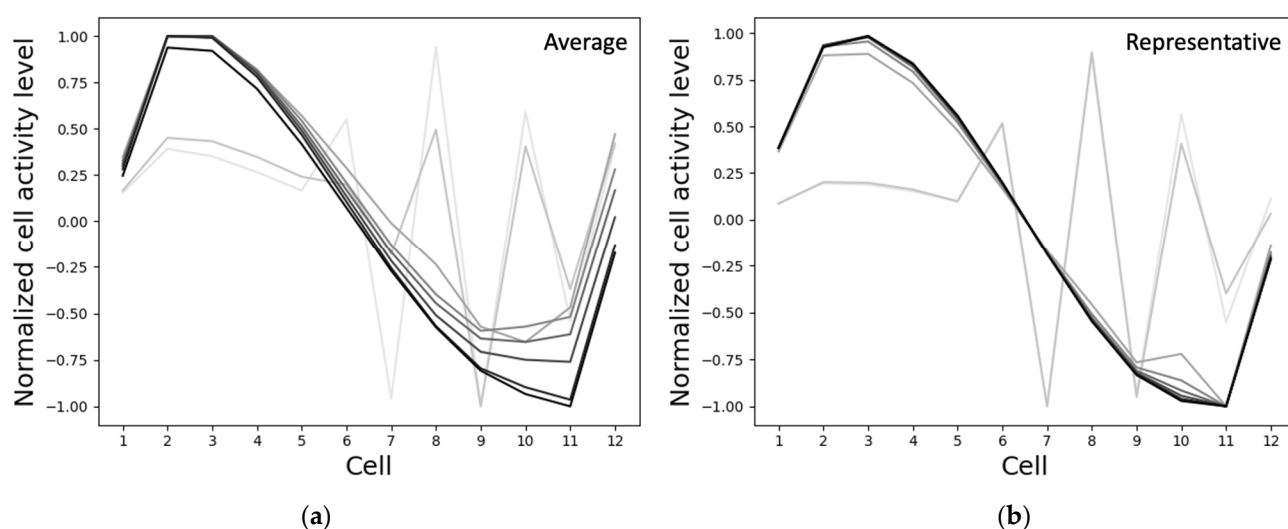 Average
Normalized cell activity level
1.00
0.75
0.50
0.25
0.00
−0.25
−0.50
−0.75
−1.00
1 2 3 4 5 6 7 8 9 10 11 12
Cell
(a)
Representative
Normalized cell activity level
1.00
0.75
0.50
0.25
0.00
−0.25
−0.50
−0.75
−1.00
1 2 3 4 5 6 7 8 9 10 11 12
Cell
(b)